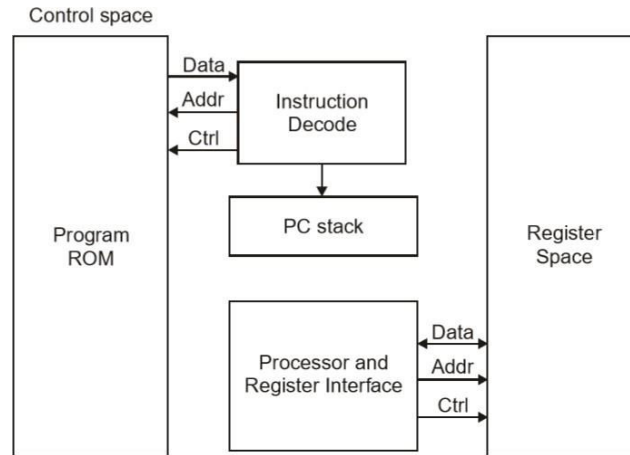 Control space
Data
Addr
Ctrl
Instruction
Decode
PC stack
Program
ROM
Register
Space
Processor and
Register Interface
Data
Addr
Ctrl